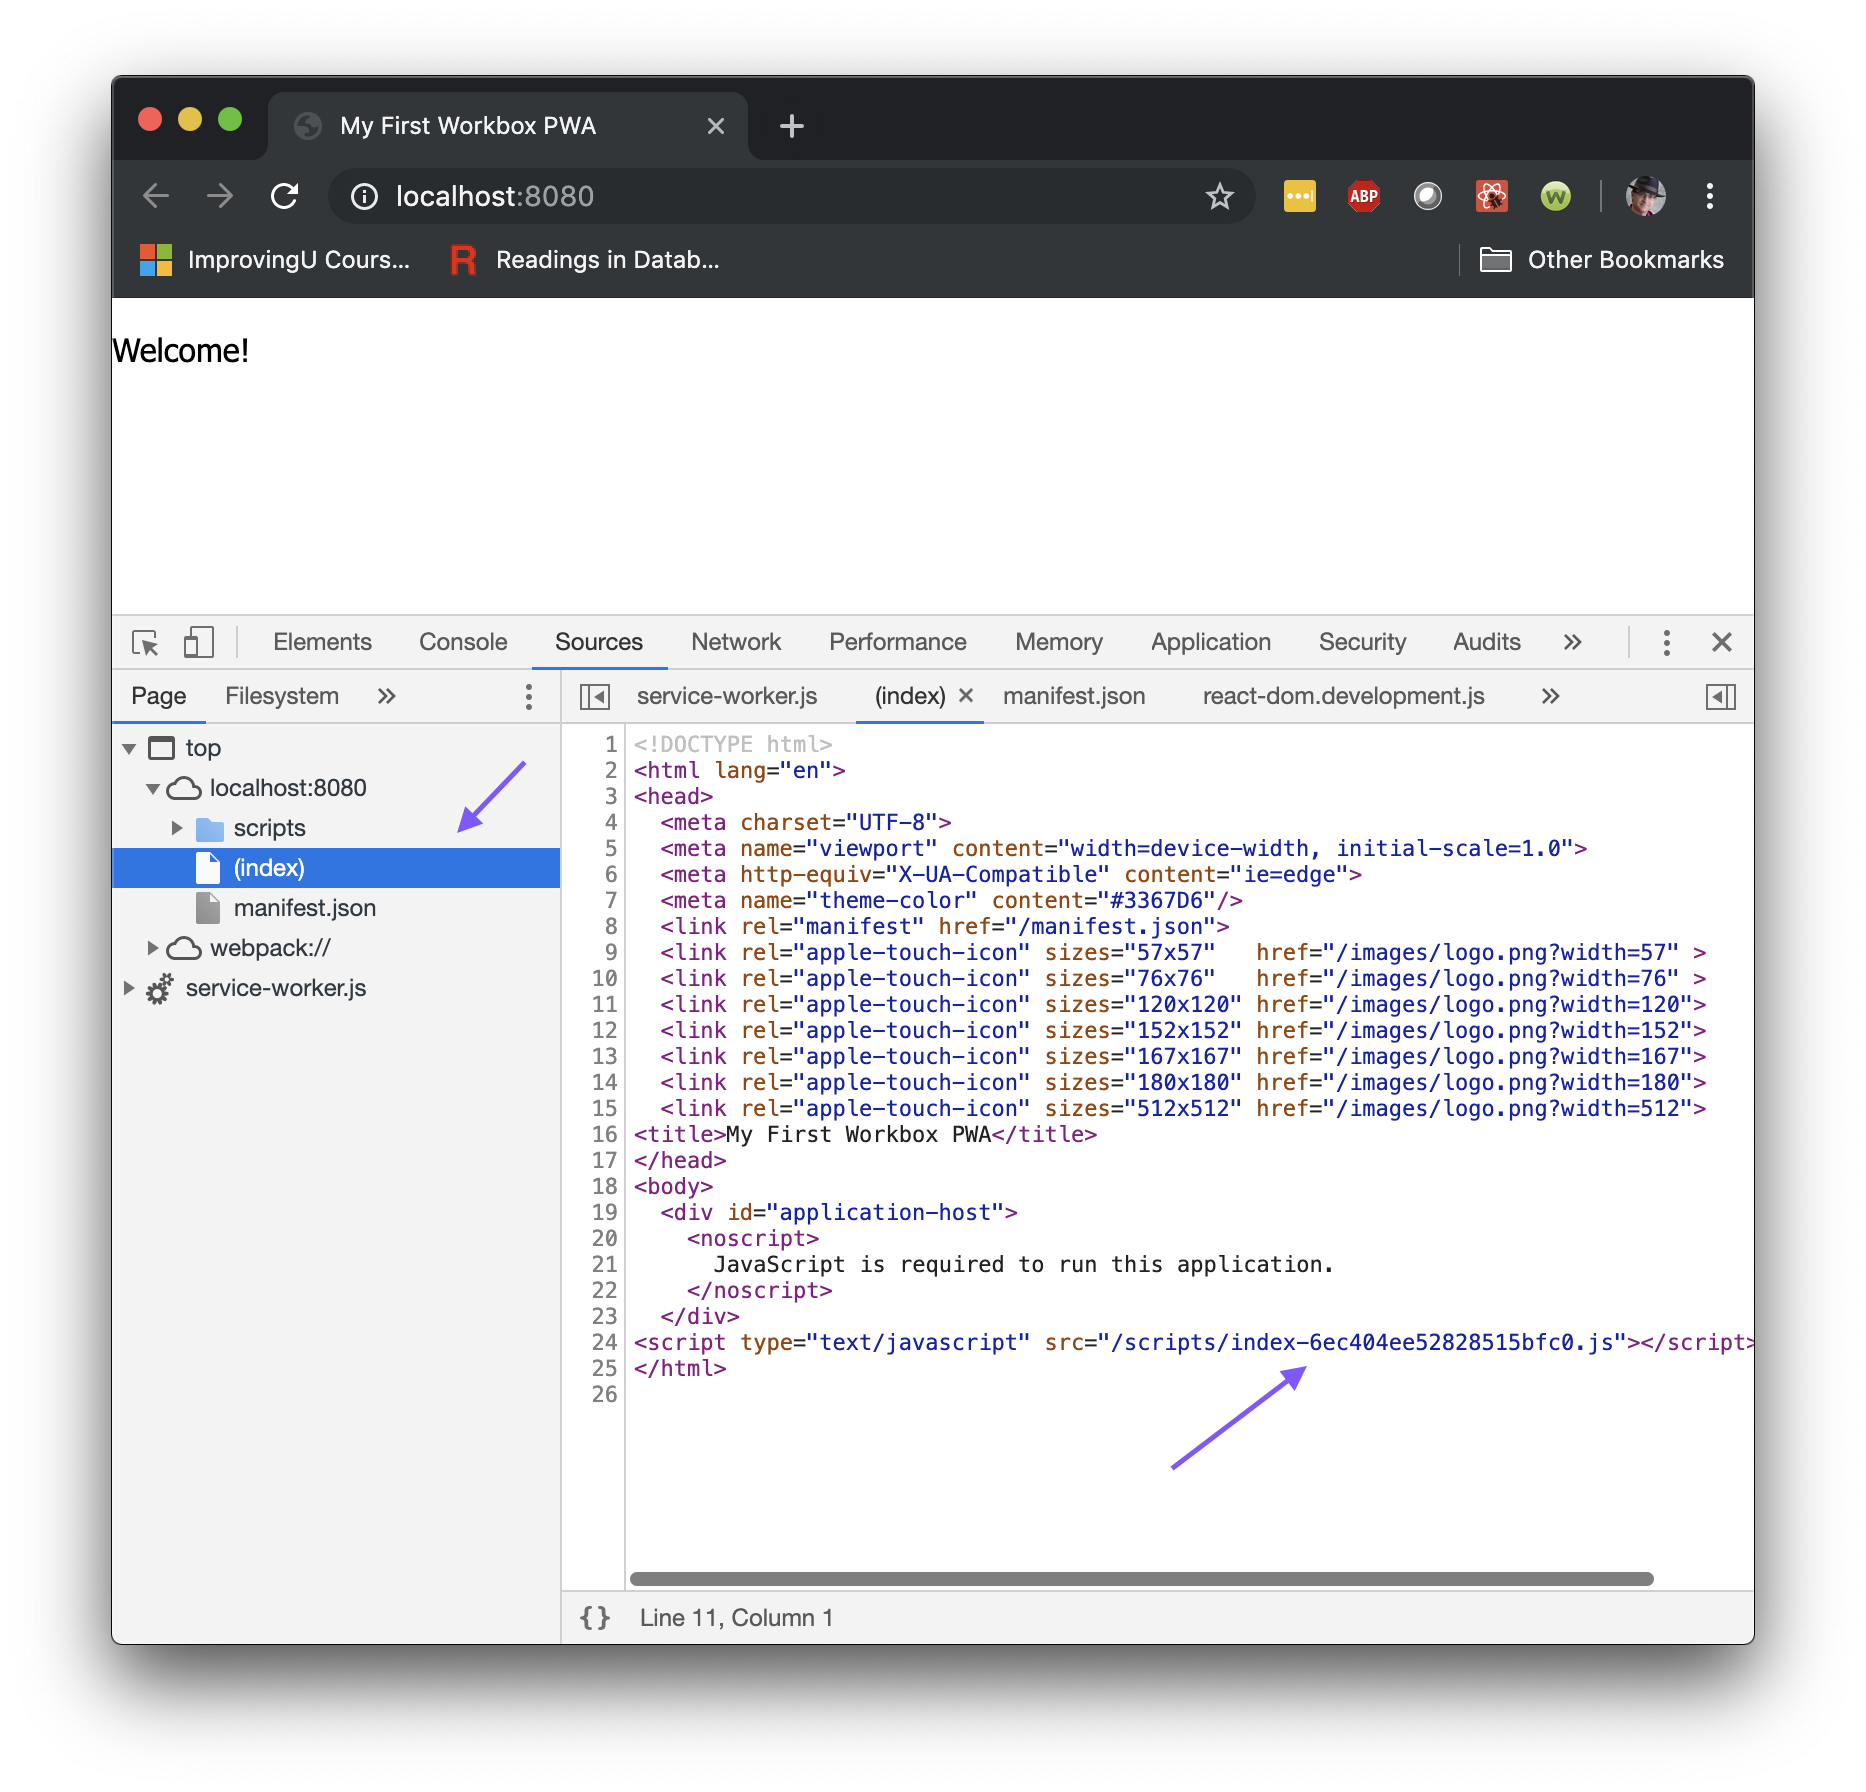 My First Workbox PWA
localhost:8080
ABP
W
ImprovingU Cours...
R Readings in Datab...
Other Bookmarks
Welcome!
Elements Console Sources Network Performance Memory Application Security Audits
Page Filesystem
service-worker.js (index) manifest.json react-dom.development.js
top
localhost:8080
scripts
(index)
manifest.json
webpack://
service-worker.js
1 <!DOCTYPE html>
2 <html lang="en">
3 <head>
4   <meta charset="UTF-8">
5   <meta name="viewport" content="width=device-width, initial-scale=1.0">
6   <meta http-equiv="X-UA-Compatible" content="ie=edge">
7   <meta name="theme-color" content="#3367D6"/>
8   <link rel="manifest" href="/manifest.json">
9   <link rel="apple-touch-icon" sizes="57x57"   href="/images/logo.png?width=57" >
10   <link rel="apple-touch-icon" sizes="76x76"   href="/images/logo.png?width=76" >
11   <link rel="apple-touch-icon" sizes="120x120" href="/images/logo.png?width=120">
12   <link rel="apple-touch-icon" sizes="152x152" href="/images/logo.png?width=152">
13   <link rel="apple-touch-icon" sizes="167x167" href="/images/logo.png?width=167">
14   <link rel="apple-touch-icon" sizes="180x180" href="/images/logo.png?width=180">
15   <link rel="apple-touch-icon" sizes="512x512" href="/images/logo.png?width=512">
16 <title>My First Workbox PWA</title>
17 </head>
18 <body>
19   <div id="application-host">
20     <noscript>
21       JavaScript is required to run this application.
22     </noscript>
23   </div>
24 <script type="text/javascript" src="/scripts/index-6ec404ee52828515bfc0.js"></script>
25 </html>
26
{} Line 11, Column 1